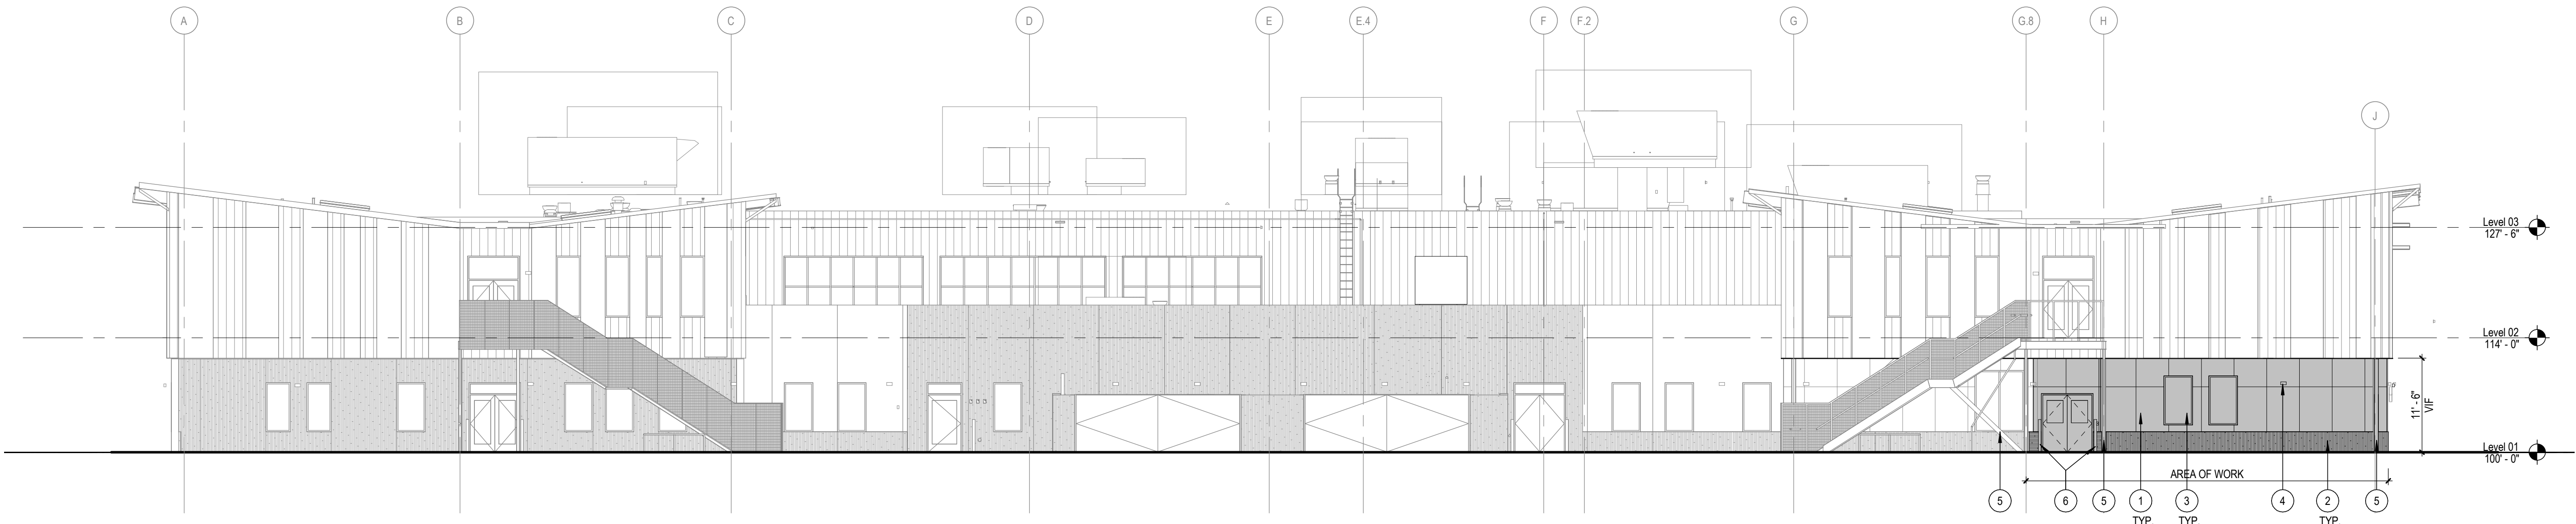 A
B
C
D
E
E.4
F
F.2
G
G.8
H
J
Level 03
127' - 6"
Level 02
114' - 0"
11' - 6"
VIF
Level 01
100' - 0"
AREA OF WORK
5
6
5
1
3
4
2
5
TYP.
TYP
TYP.